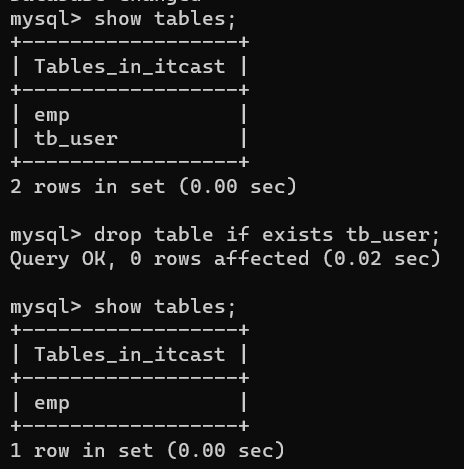 Database changed
mysql> show tables;
+------------------+
| Tables_in_itcast |
+------------------+
| emp              |
| tb_user          |
+------------------+
2 rows in set (0.00 sec)
mysql> drop table if exists tb_user;
Query OK, 0 rows affected (0.02 sec)
mysql> show tables;
+------------------+
| Tables_in_itcast |
+------------------+
| emp              |
+------------------+
1 row in set (0.00 sec)